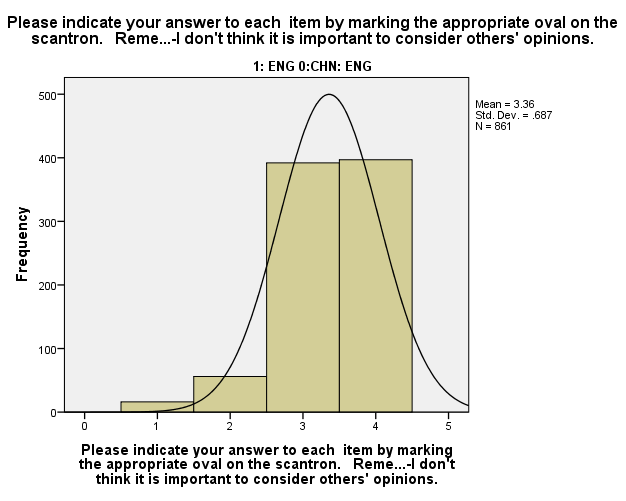 Please indicate your answer to each  item by marking the appropriate oval on the
scantron.   Reme...-I don't think it is important to consider others' opinions.
1: ENG 0:CHN: ENG
Mean = 3.36
Std. Dev. = .687
N = 861
Frequency
500
400
300
200
100
0
0 1 2 3 4 5
Please indicate your answer to each  item by marking
the appropriate oval on the scantron.   Reme...-I don't
think it is important to consider others' opinions.